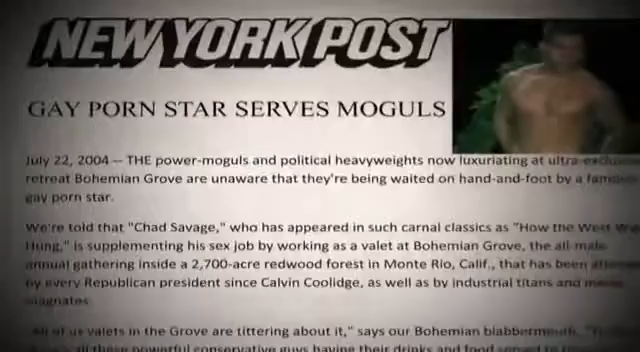 NEW YORK POST
GAY PORN STAR SERVES MOGULS
July 22, 2004 — THE power-moguls and political heavyweights now luxuriating at ultra-exclusive
retreat Bohemian Grove are unaware that they're being waited on hand-and-foot by a famous
gay porn star.
We're told that "Chad Savage," who has appeared in such carnal classics as "How the West Was
Hung," is supplementing his sex job by working as a valet at Bohemian Grove, the all-male
annual gathering inside a 2,700-acre redwood forest in Monte Rio, Calif., that has been attended
by every Republican president since Calvin Coolidge, as well as by industrial titans and media
magnates.
"All of us valets in the Grove are tittering about it," says our Bohemian blabbermouth.
all these powerful conservative guys having their drinks and food served to